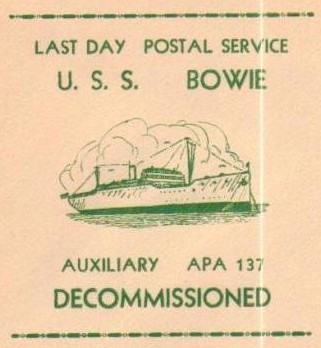 LAST DAY POSTAL SERVICE
U. S. S. BOWIE
AUXILIARY APA 137
DECOMMISSIONED